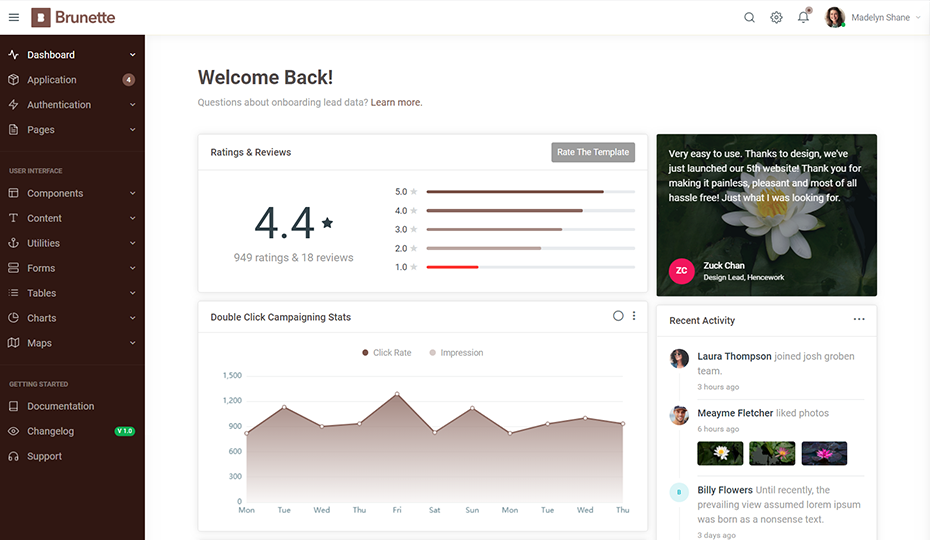 B Brunette
Madelyn Shane
Dashboard
Application 4
Authentication
Pages
USER INTERFACE
Components
Content
Utilities
Forms
Tables
Charts
Maps
GETTING STARTED
Documentation
Changelog V 1.0
Support
Welcome Back!
Questions about onboarding lead data? Learn more.
Ratings & Reviews
Rate The Template
4.4
949 ratings & 18 reviews
5.0
4.0
3.0
2.0
1.0
Very easy to use. Thanks to design, we've
just launched our 5th website! Thank you for
making it painless, pleasant and most of all
hassle free! Just what I was looking for.
ZC
Zuck Chan
Design Lead, Hencework
Double Click Campaigning Stats
Click Rate Impression
1,500
1,200
900
600
300
0
Mon Tue Wed Thu Fri Sat Sun Mon Tue Wed Thu
Recent Activity
Laura Thompson joined josh groben
team.
3 hours ago
Meayme Fletcher liked photos
6 hours ago
B
Billy Flowers Until recently, the
prevailing view assumed lorem ipsum
was born as a nonsense text.
3 days ago